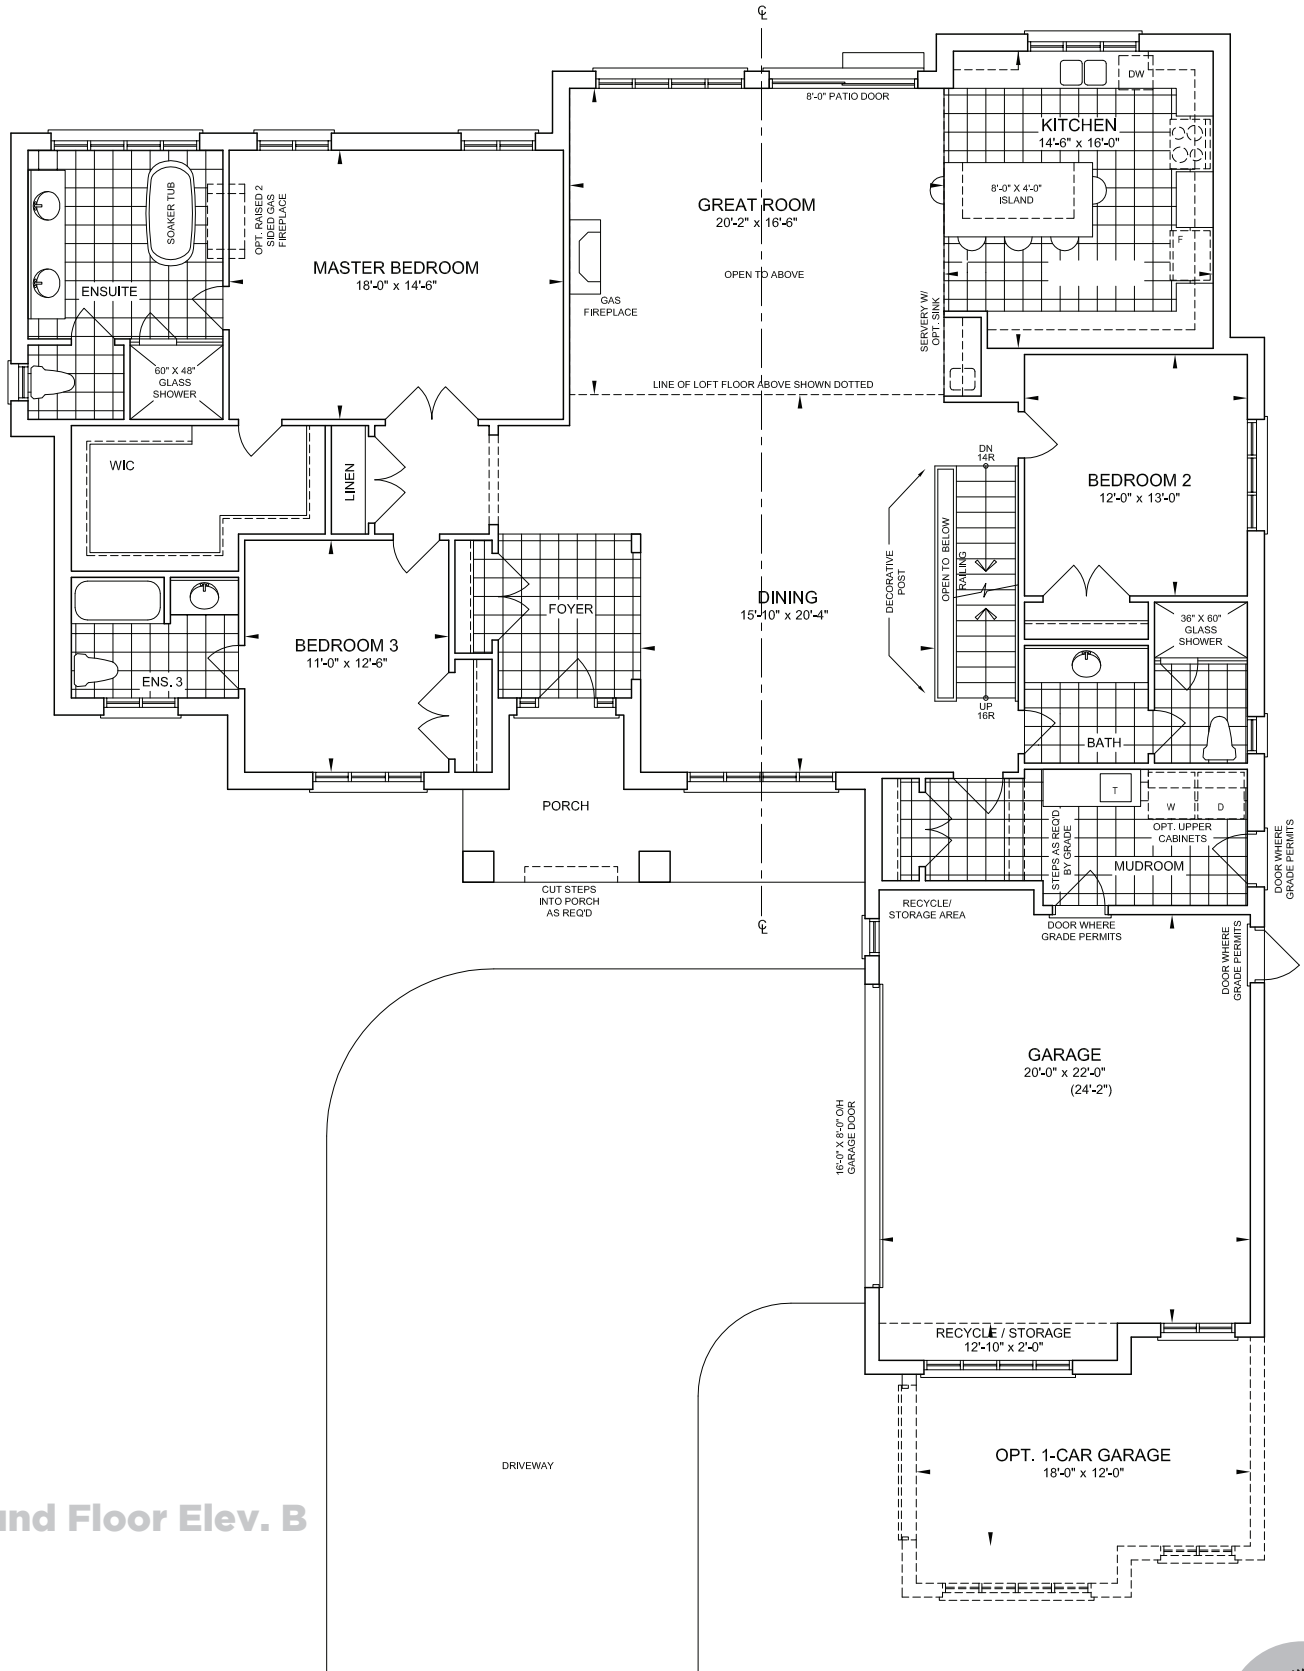 ℄
8'-0" PATIO DOOR
DW
KITCHEN
14'-6" x 16'-0"
8'-0" X 4'-0"
ISLAND
F
GREAT ROOM
20'-2" x 16'-6"
OPEN TO ABOVE
GAS
FIREPLACE
SERVERY W/
OPT. SINK
LINE OF LOFT FLOOR ABOVE SHOWN DOTTED
SOAKER TUB
OPT. RAISED 2
SIDED GAS
FIREPLACE
MASTER BEDROOM
18'-0" x 14'-6"
ENSUITE
60" X 48"
GLASS
SHOWER
WIC
LINEN
DN
14R
BEDROOM 2
12'-0" x 13'-0"
DECORATIVE
POST
OPEN TO BELOW
RAILING
DINING
15'-10" x 20'-4"
FOYER
BEDROOM 3
11'-0" x 12'-6"
ENS. 3
36" X 60"
GLASS
SHOWER
UP
16R
BATH
PORCH
T
W
D
STEPS AS REQ'D
BY GRADE
OPT. UPPER
CABINETS
MUDROOM
DOOR WHERE
GRADE PERMITS
CUT STEPS
INTO PORCH
AS REQ'D
RECYCLE/
STORAGE AREA
℄
DOOR WHERE
GRADE PERMITS
DOOR WHERE
GRADE PERMITS
GARAGE
20'-0" x 22'-0"
(24'-2")
16'-0" X 8'-0" O/H
GARAGE DOOR
RECYCLE / STORAGE
12'-10" x 2'-0"
OPT. 1-CAR GARAGE
18'-0" x 12'-0"
DRIVEWAY
und Floor Elev. B